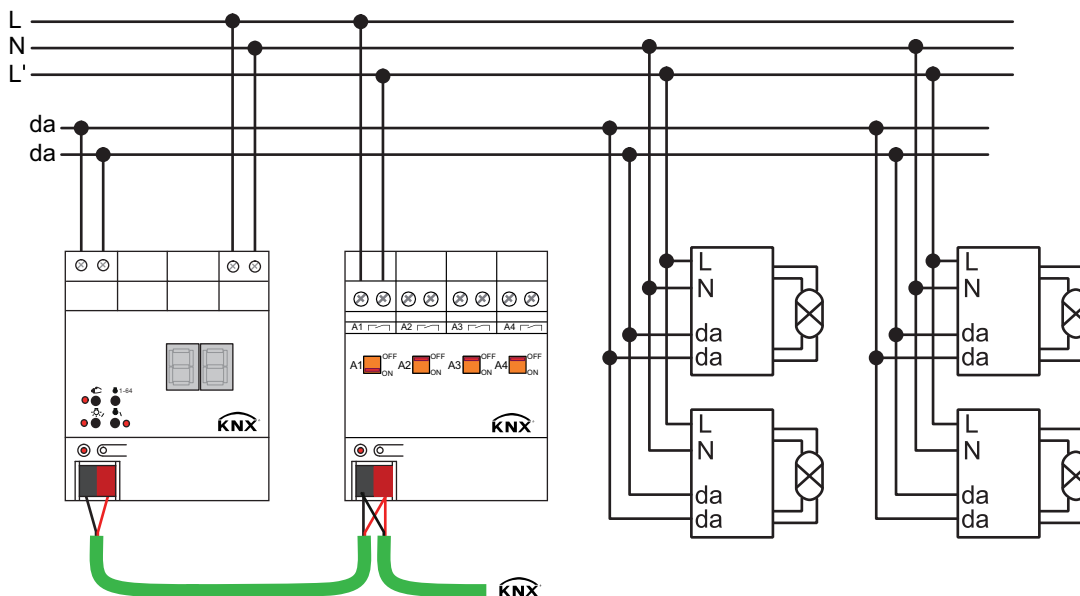 L
N
L'
da
da
A1 A2 A3 A4
A1 OFF ON A2 OFF ON A3 OFF ON A4 OFF ON
1-64
KNX
KNX
L
N
da
da
L
N
da
da
L
N
da
da
L
N
da
da
KNX